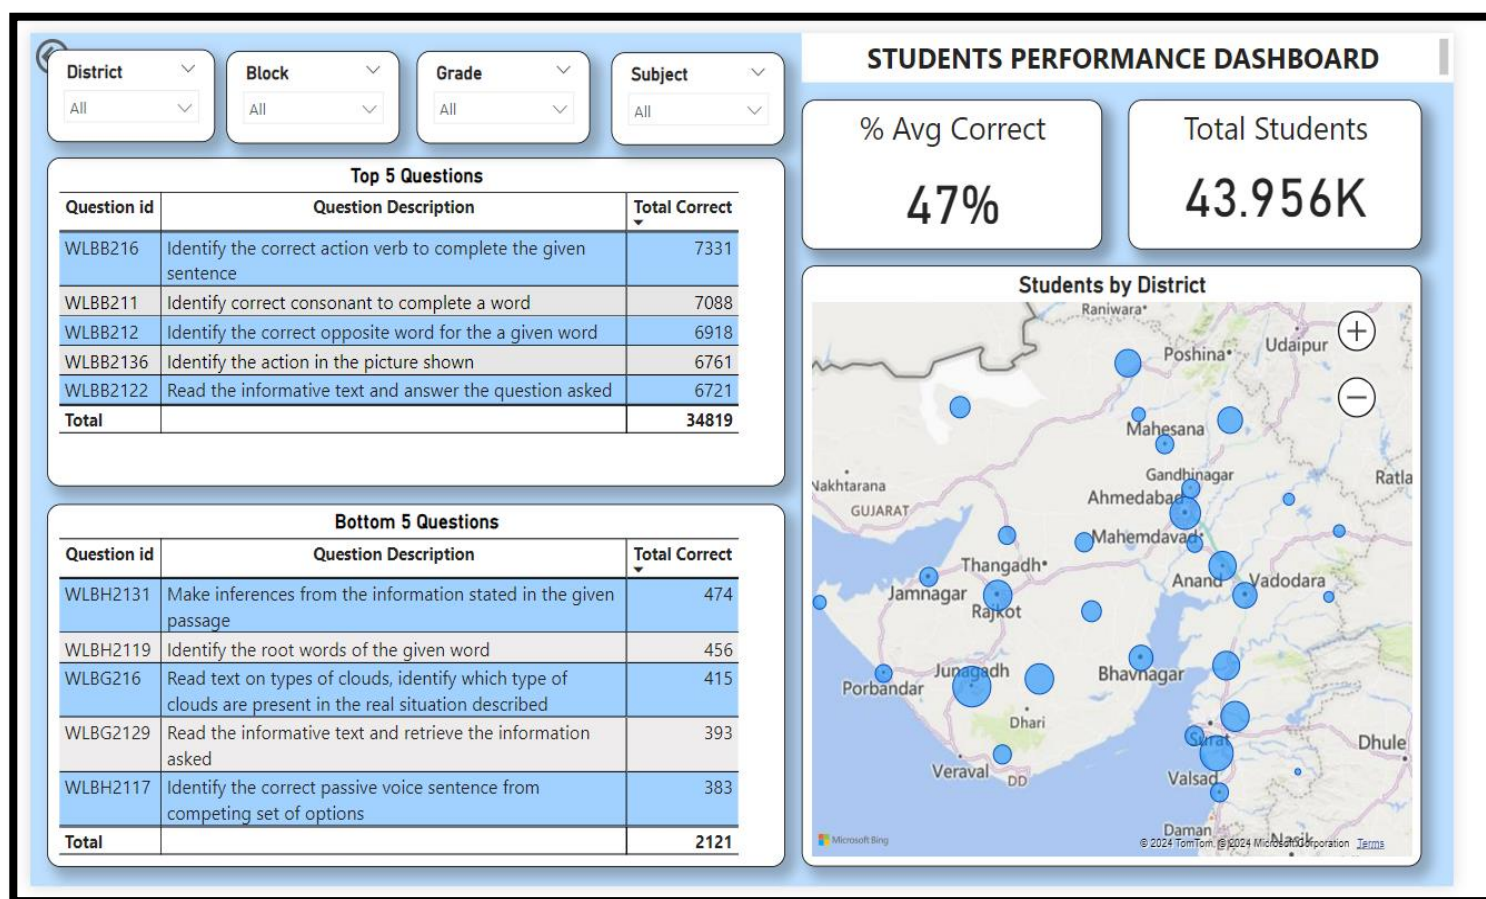 District
All
Block
All
Grade
All
Subject
All
STUDENTS PERFORMANCE DASHBOARD
% Avg Correct
47%
Total Students
43.956K
Top 5 Questions
Question id Question Description Total Correct
WLBB216 Identify the correct action verb to complete the given 7331
sentence
WLBB211 Identify correct consonant to complete a word 7088
WLBB212 Identify the correct opposite word for the a given word 6918
WLBB2136 Identify the action in the picture shown 6761
WLBB2122 Read the informative text and answer the question asked 6721
Total 34819
Bottom 5 Questions
Question id Question Description Total Correct
WLBH2131 Make inferences from the information stated in the given 474
passage
WLBH2119 Identify the root words of the given word 456
WLBG216 Read text on types of clouds, identify which type of 415
clouds are present in the real situation described
WLBG2129 Read the informative text and retrieve the information 393
asked
WLBH2117 Identify the correct passive voice sentence from 383
competing set of options
Total 2121
Students by District
Raniwara
Udaipur
Poshina
Mahesana
Gandhinagar
Ratla
Nakhtarana
Ahmedabad
GUJARAT
Mahemdavad
Thangadh
Anand Vadodara
Jamnagar
Rajkot
Junagadh
Bhavnagar
Porbandar
Dhari
Surat
Dhule
Veraval
DD
Valsad
Daman
Nasik
Microsoft Bing
© 2024 TomTom, © 2024 Microsoft Corporation Terms